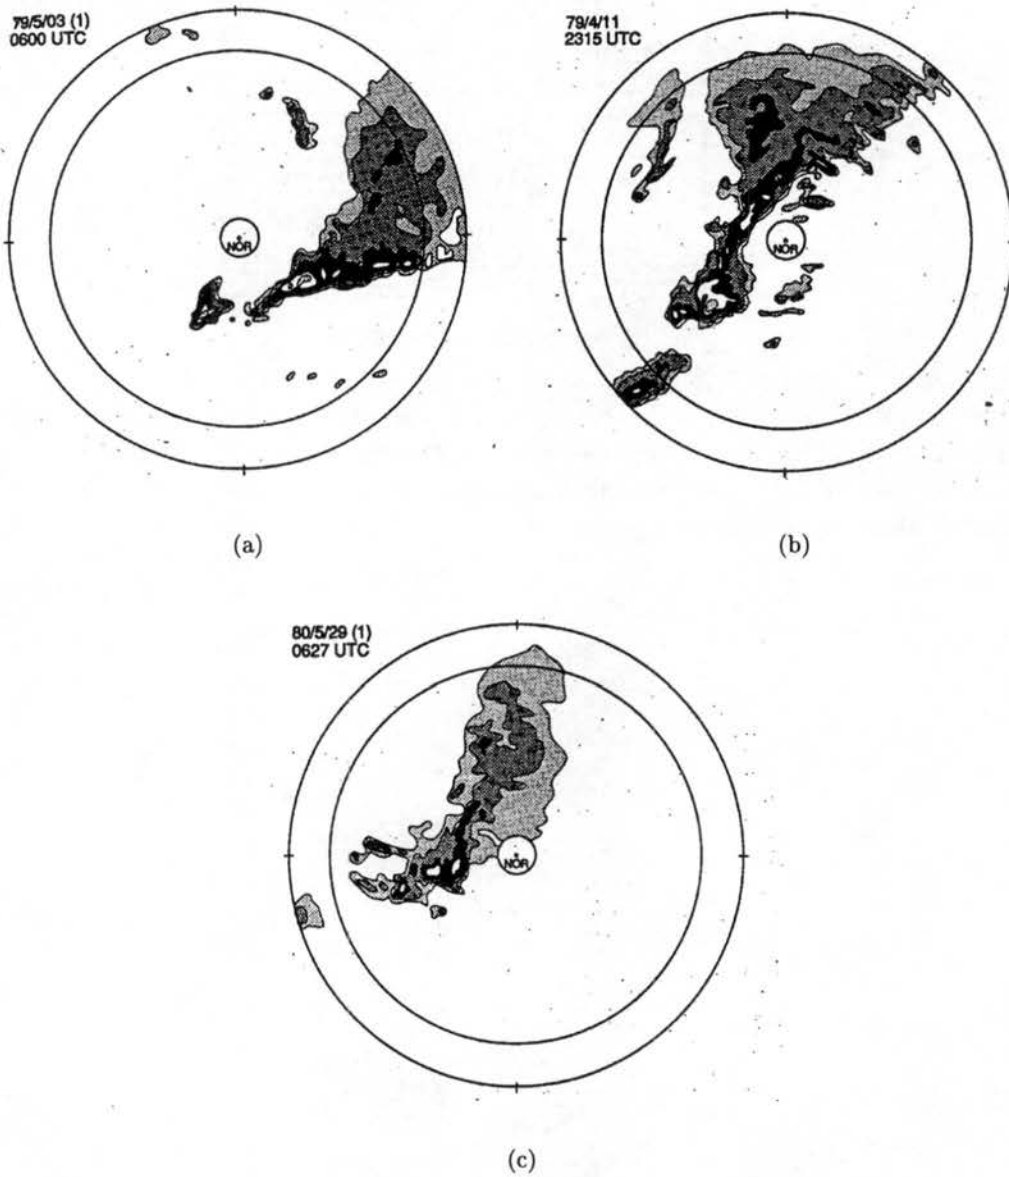 79/5/03 (1)
0600 UTC
NOR
(a)
79/4/11
2315 UTC
NOR
(b)
80/5/29 (1)
0627 UTC
NOR
(c)